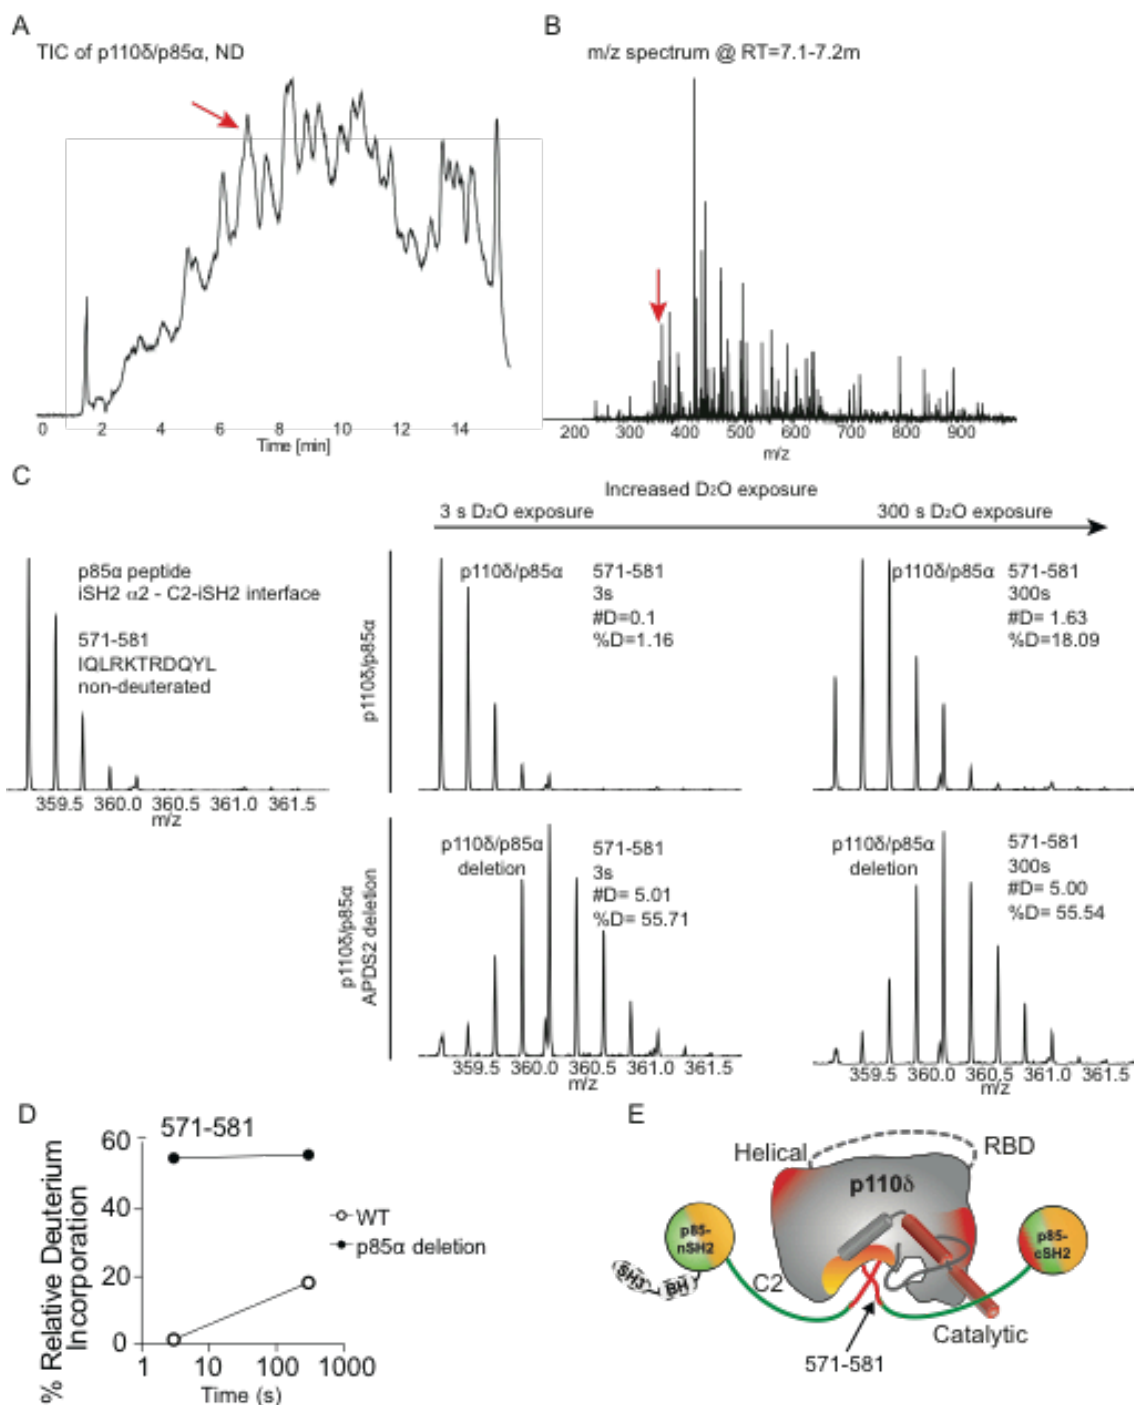 A
TIC of p110δ/p85α, ND
0 2 4 6 8 10 12 14
Time [min]
B
m/z spectrum @ RT=7.1-7.2m
200 300 400 500 600 700 800 900
m/z
C
Increased D2O exposure
3 s D2O exposure
300 s D2O exposure
p85α peptide
iSH2 α2 - C2-iSH2 interface
571-581
IQLRKTRDQYL
non-deuterated
359.5 360.0 360.5 361.0 361.5
m/z
p110δ/p85α
p110δ/p85α
571-581
3s
#D=0.1
%D=1.16
p110δ/p85α
571-581
300s
#D= 1.63
%D=18.09
p110δ/p85α
APDS2 deletion
p110δ/p85α
deletion
571-581
3s
#D= 5.01
%D= 55.71
359.5 360.0 360.5 361.0 361.5
m/z
p110δ/p85α
deletion
571-581
300s
#D= 5.00
%D= 55.54
359.5 360.0 360.5 361.0 361.5
m/z
D
571-581
% Relative Deuterium
Incorporation
60
40
20
0
1 10 100 1000
Time (s)
WT
p85α deletion
E
Helical
RBD
p110δ
p85-
nSH2
p85-
cSH2
SH3
BH
C2
Catalytic
571-581